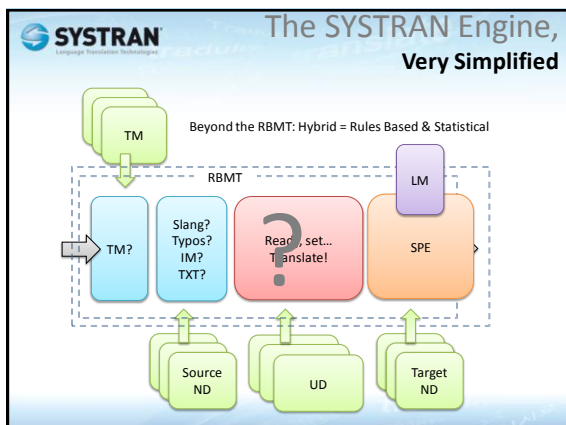 SYSTRAN®
Language Translation Technologies
The SYSTRAN Engine,
Very Simplified
TM
Beyond the RBMT: Hybrid = Rules Based & Statistical
RBMT
LM
TM?
Slang?
Typos?
IM?
TXT?
?
Ready, set...
Translate!
SPE
Source
ND
UD
Target
ND